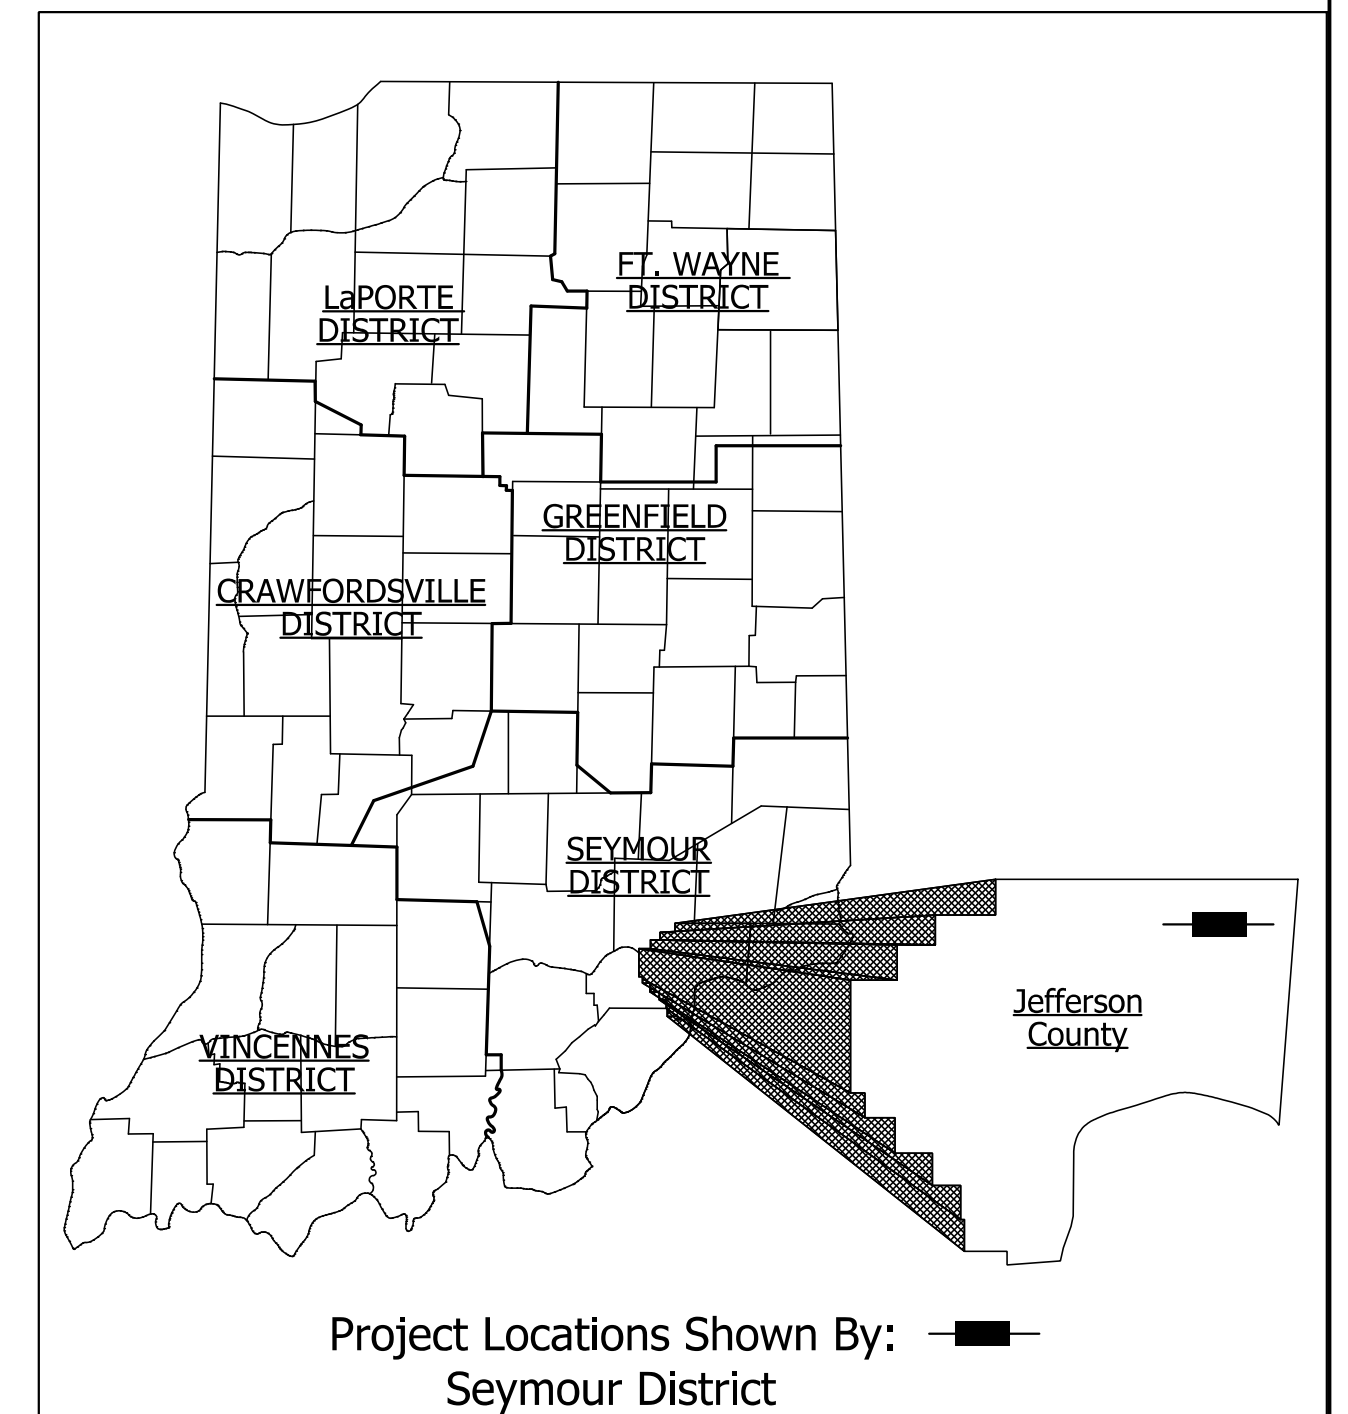 FT. WAYNE
DISTRICT
LaPORTE
DISTRICT
GREENFIELD
DISTRICT
CRAWFORDSVILLE
DISTRICT
SEYMOUR
DISTRICT
Jefferson
County
VINCENNES
DISTRICT
Project Locations Shown By:
Seymour District